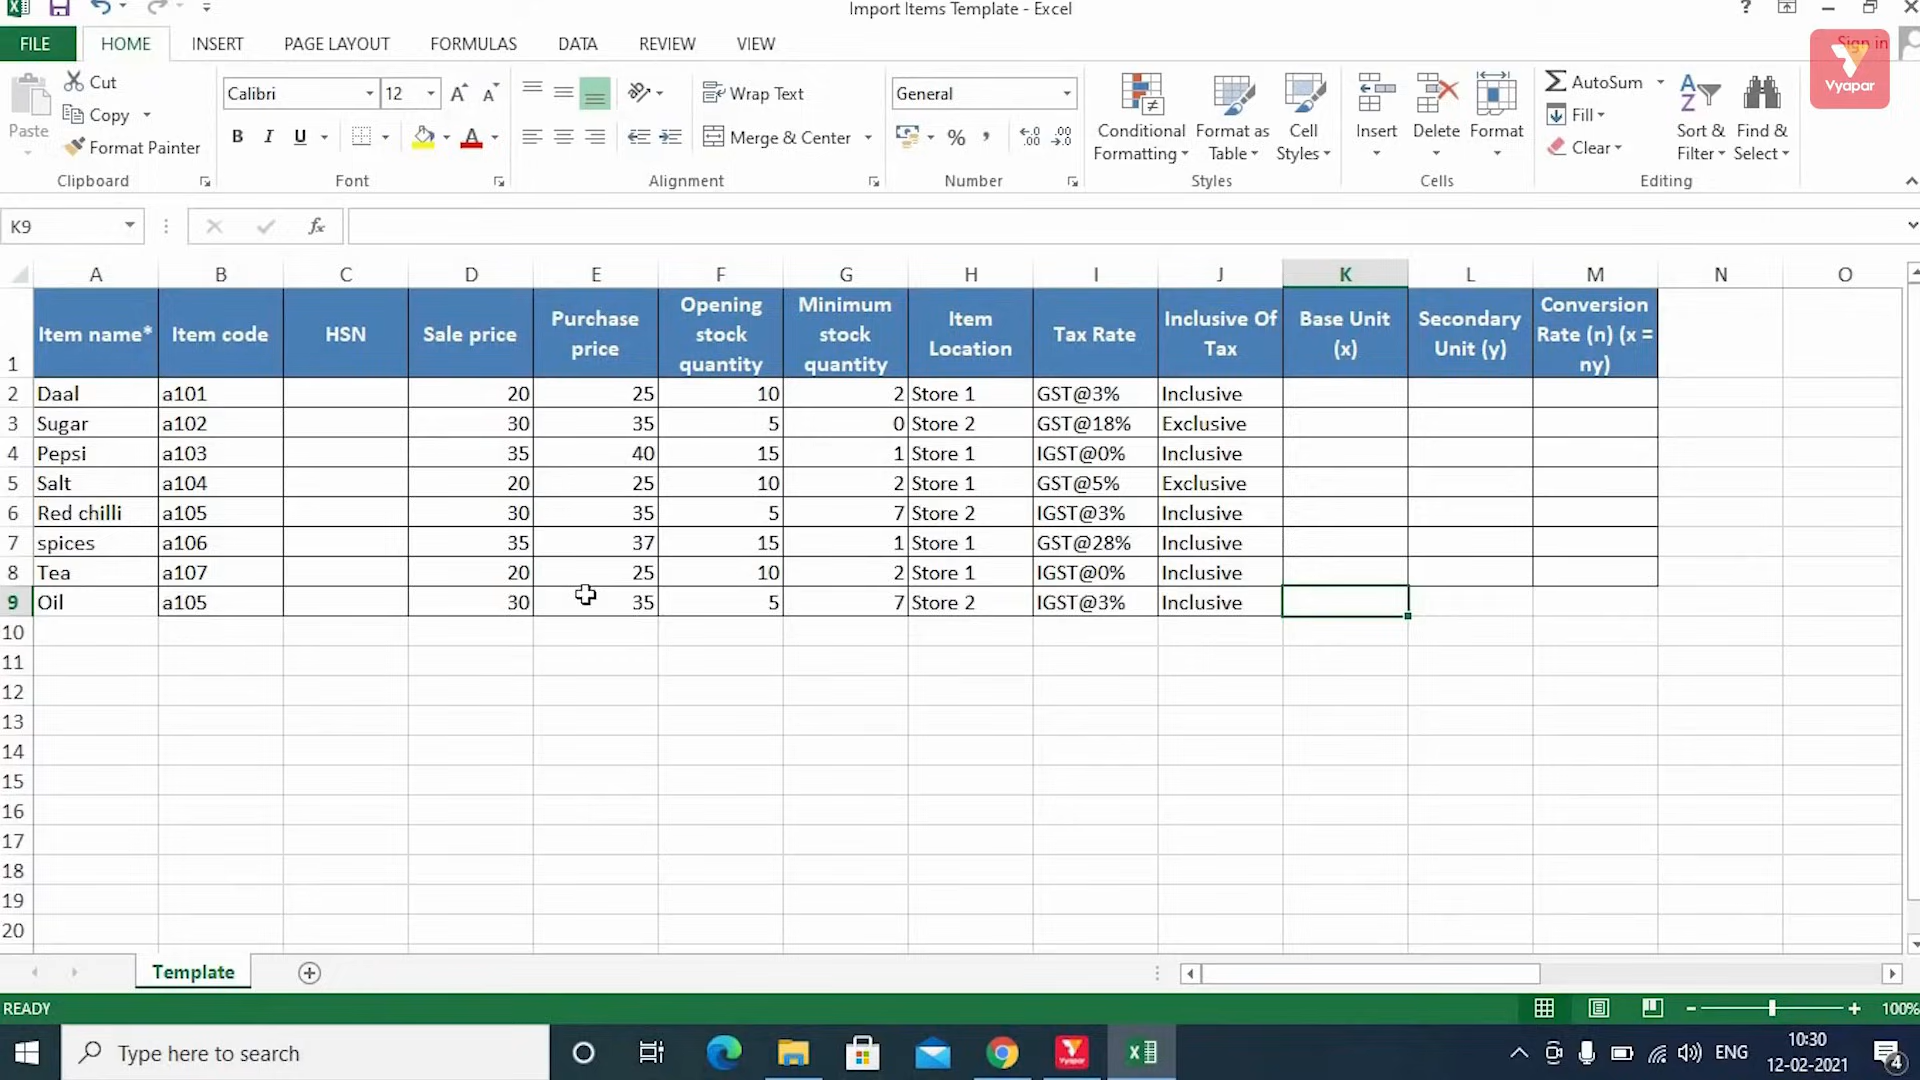 Import Items Template - Excel
?
Sign in
Vyapar
FILE HOME INSERT PAGE LAYOUT FORMULAS DATA REVIEW VIEW
Paste
Cut
Copy
Format Painter
Clipboard
Calibri 12 A A
B I U A
Font
Wrap Text
Merge & Center
Alignment
General
%
Number
Conditional Formatting
Format as Table
Cell Styles
Styles
Insert Delete Format
Cells
AutoSum
Fill
Clear
Sort & Filter
Find & Select
Editing
K9 fx
A B C D E F G H I J K L M N O
1 Item name* Item code HSN Sale price Purchase price Opening stock quantity Minimum stock quantity Item Location Tax Rate Inclusive Of Tax Base Unit (x) Secondary Unit (y) Conversion Rate (n) (x = ny)
2 Daal a101 20 25 10 2 Store 1 GST@3% Inclusive
3 Sugar a102 30 35 5 0 Store 2 GST@18% Exclusive
4 Pepsi a103 35 40 15 1 Store 1 IGST@0% Inclusive
5 Salt a104 20 25 10 2 Store 1 GST@5% Exclusive
6 Red chilli a105 30 35 5 7 Store 2 IGST@3% Inclusive
7 spices a106 35 37 15 1 Store 1 GST@28% Inclusive
8 Tea a107 20 25 10 2 Store 1 IGST@0% Inclusive
9 Oil a105 30 35 5 7 Store 2 IGST@3% Inclusive
10
11
12
13
14
15
16
17
18
19
20
Template
READY
100%
Type here to search
ENG
10:30
12-02-2021
4